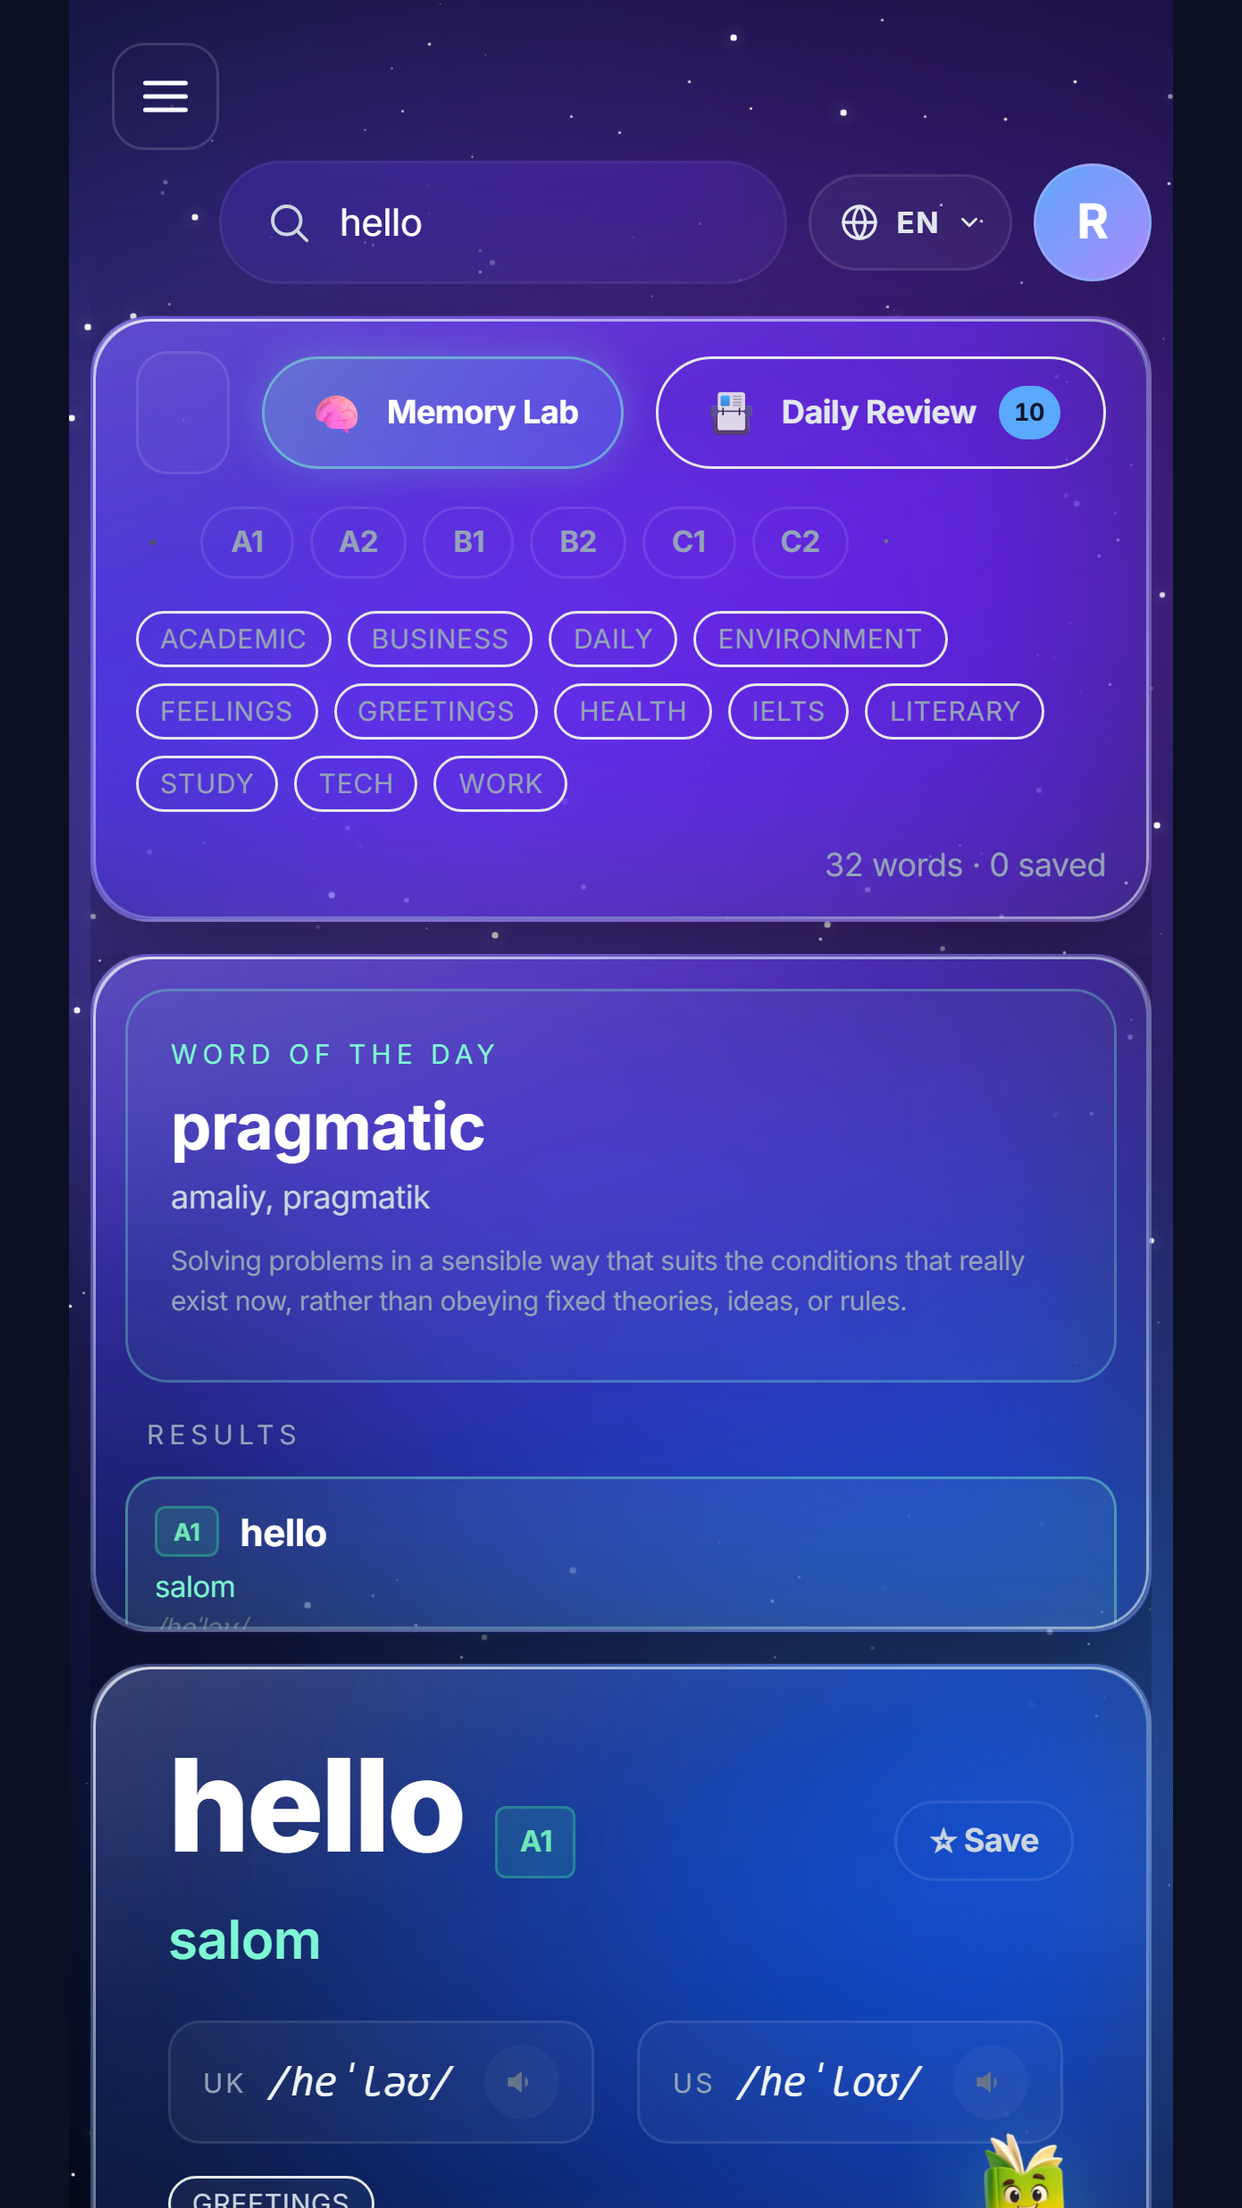 hello
EN
R
Memory Lab
Daily Review 10
A1 A2 B1 B2 C1 C2
ACADEMIC BUSINESS DAILY ENVIRONMENT
FEELINGS GREETINGS HEALTH IELTS LITERARY
STUDY TECH WORK
32 words · 0 saved
WORD OF THE DAY
pragmatic
amaliy, pragmatik
Solving problems in a sensible way that suits the conditions that really
exist now, rather than obeying fixed theories, ideas, or rules.
RESULTS
A1 hello
salom
/heˈləʊ/
hello A1 ☆ Save
salom
UK /heˈləʊ/ US /heˈloʊ/
GREETINGS